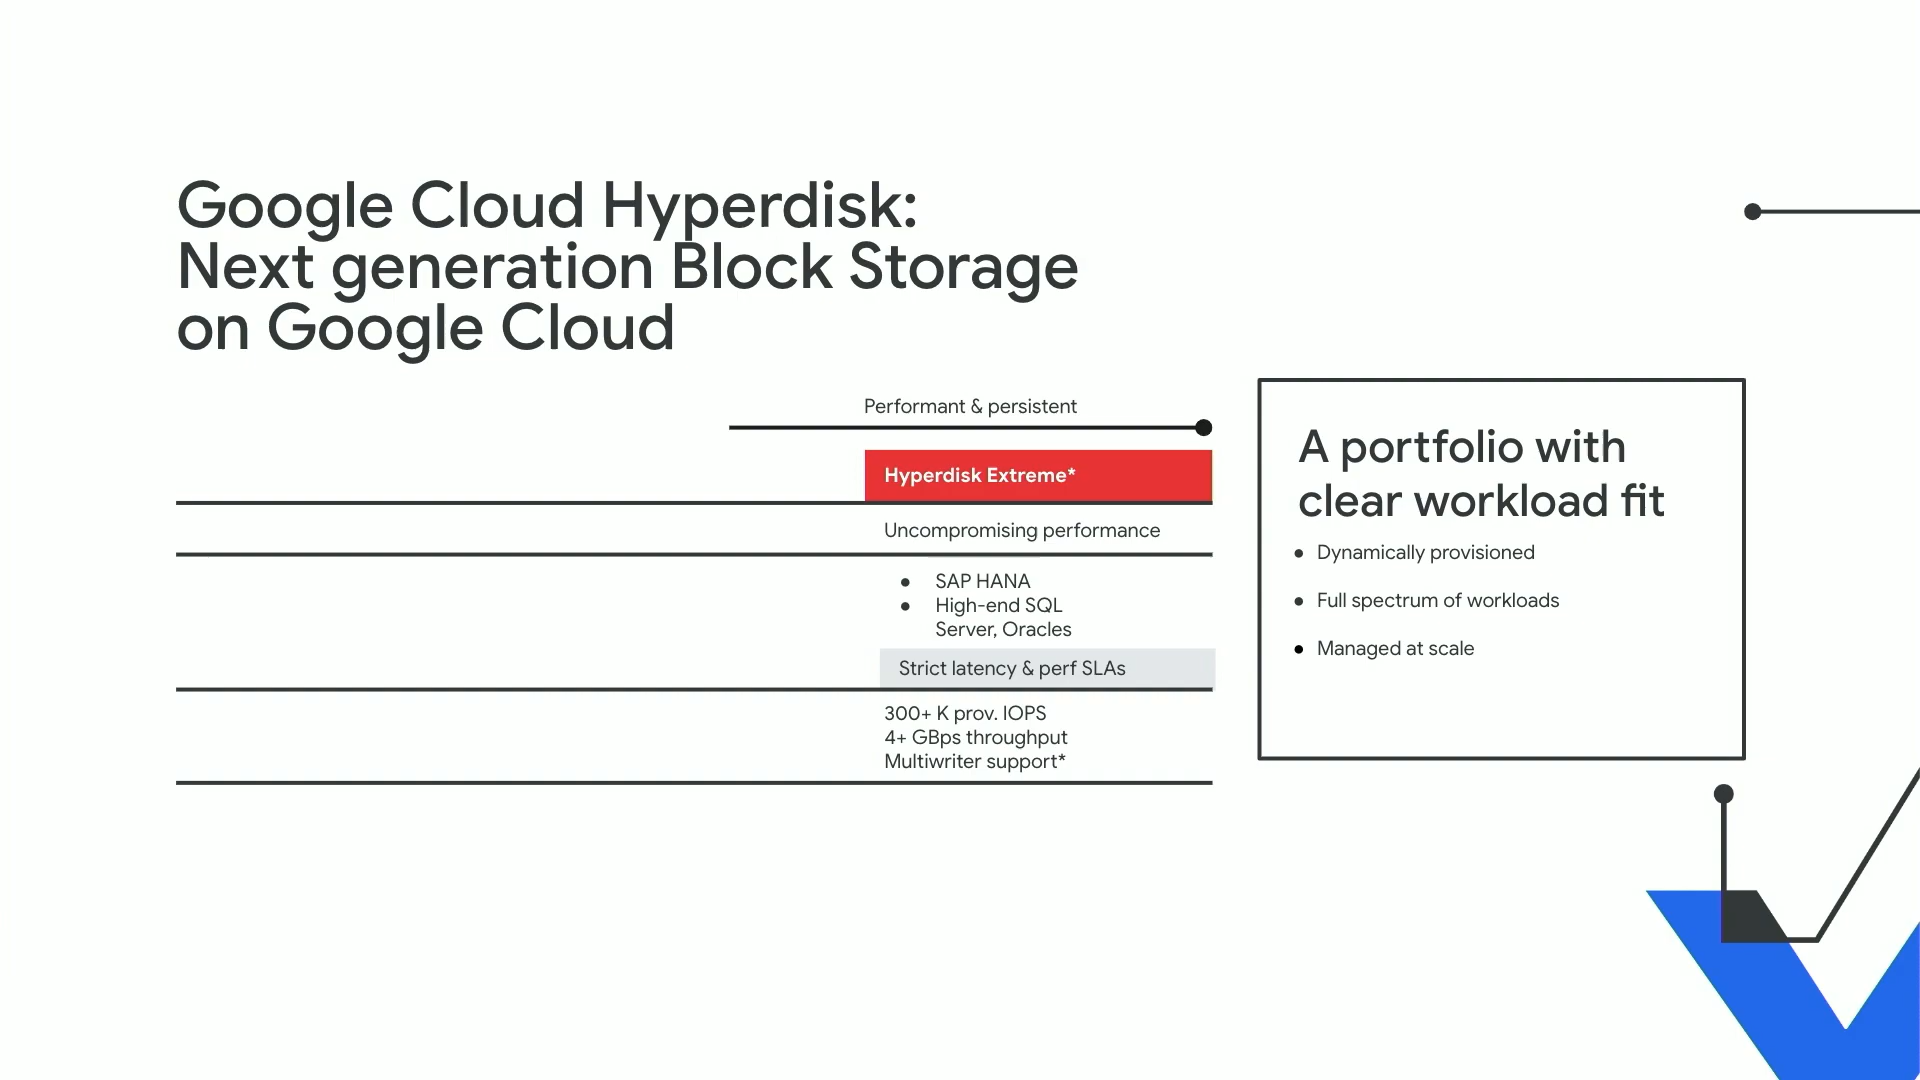 Google Cloud Hyperdisk:
Next generation Block Storage
on Google Cloud
Performant & persistent
Hyperdisk Extreme*
Uncompromising performance
● SAP HANA
● High-end SQL
Server, Oracles
Strict latency & perf SLAs
300+ K prov. IOPS
4+ GBps throughput
Multiwriter support*
A portfolio with
clear workload fit
● Dynamically provisioned
● Full spectrum of workloads
● Managed at scale